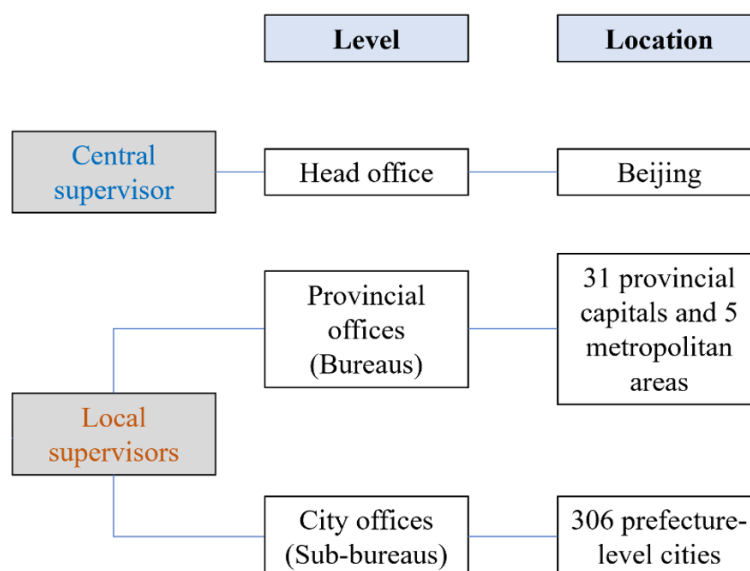 Level
Location
Central
supervisor
Head office
Beijing
Provincial
offices
(Bureaus)
31 provincial
capitals and 5
metropolitan
areas
Local
supervisors
City offices
(Sub-bureaus)
306 prefecture-
level cities